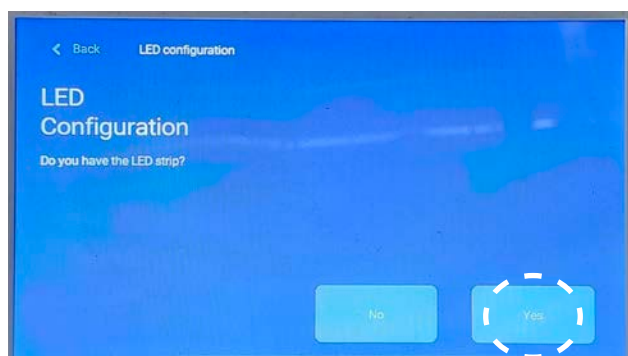 Back LED configuration
LED
Configuration
Do you have the LED strip?
No Yes